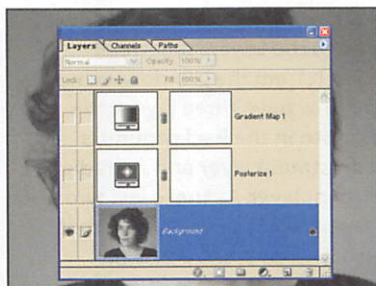 Layers Channels Paths
Normal Opacity: 100%
Lock: Fill: 100%
Gradient Map 1
Posterize 1
Background